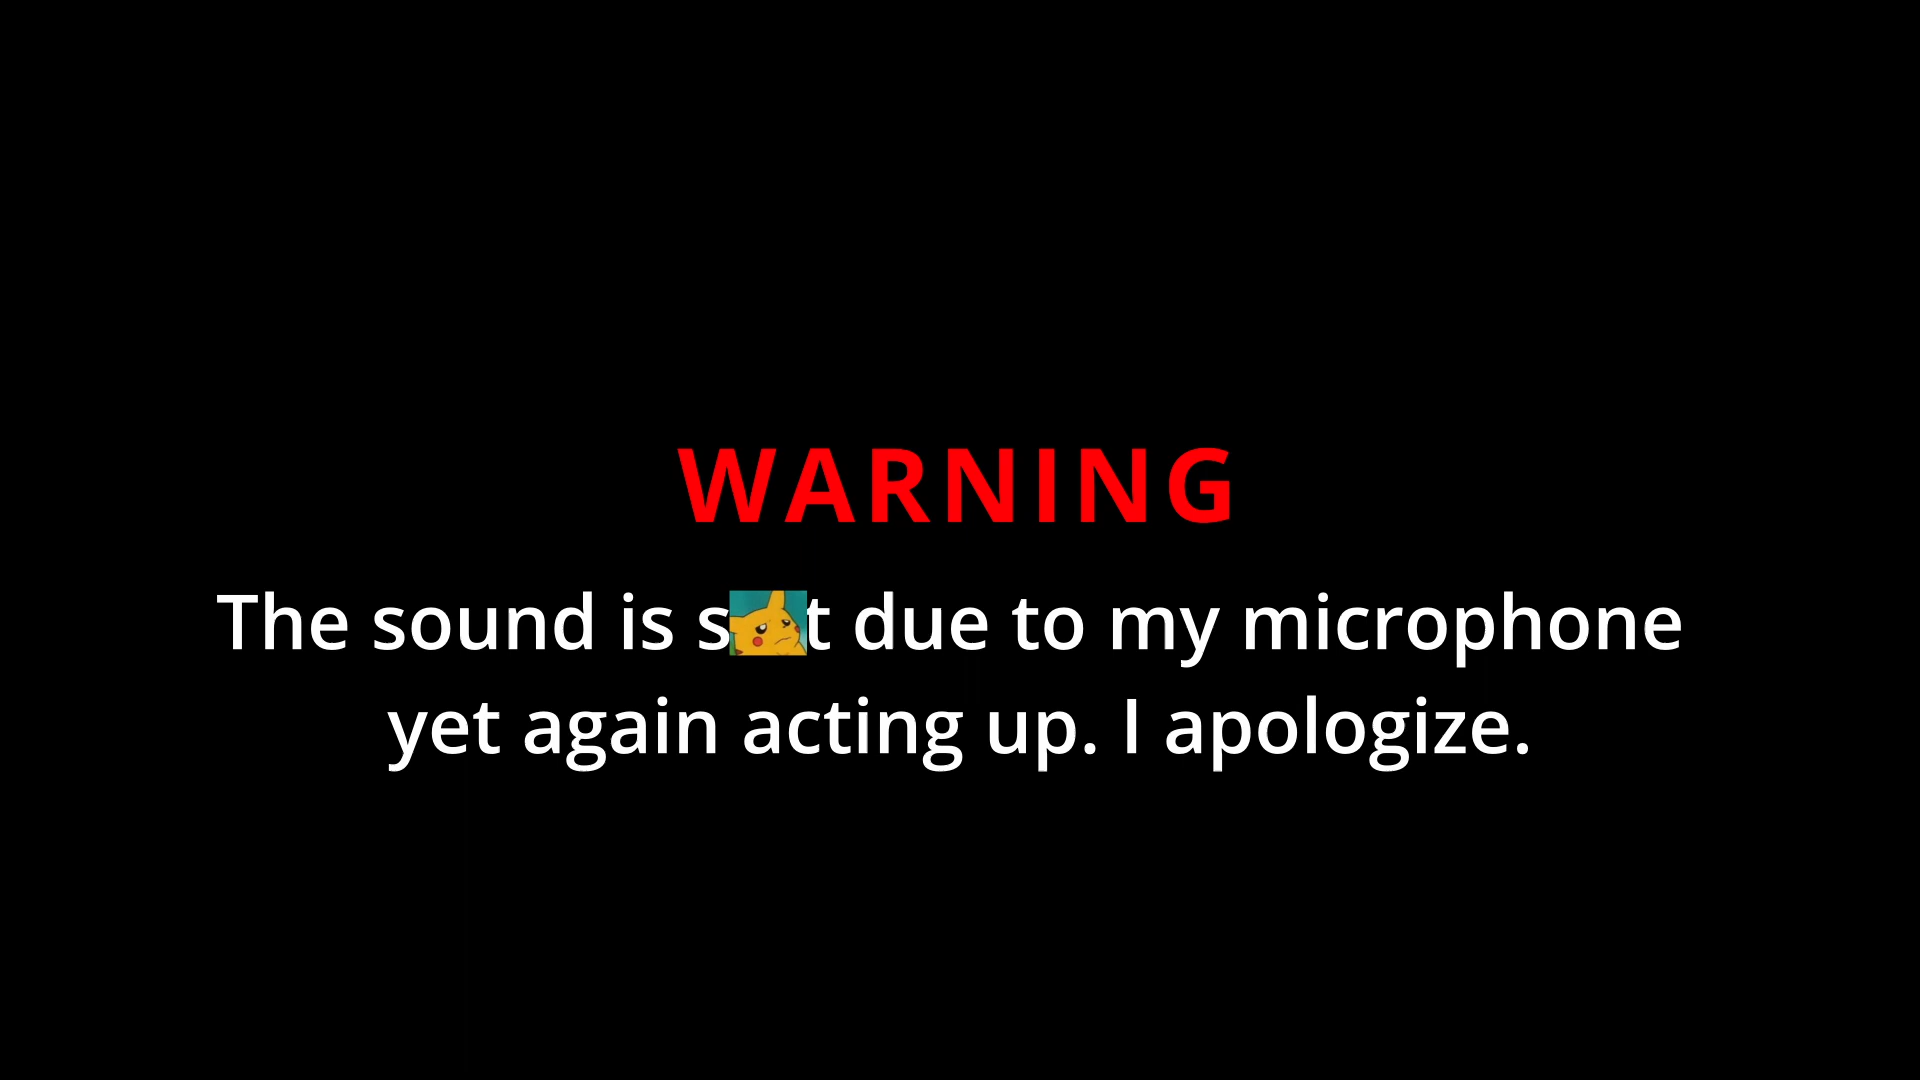 WARNING
The sound is s t due to my microphone
yet again acting up. I apologize.